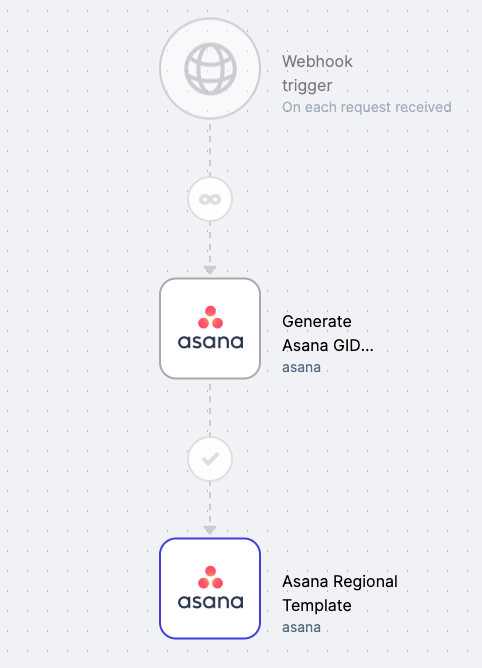 Webhook
trigger
On each request received
asana
Generate
Asana GID...
asana
asana
Asana Regional
Template
asana